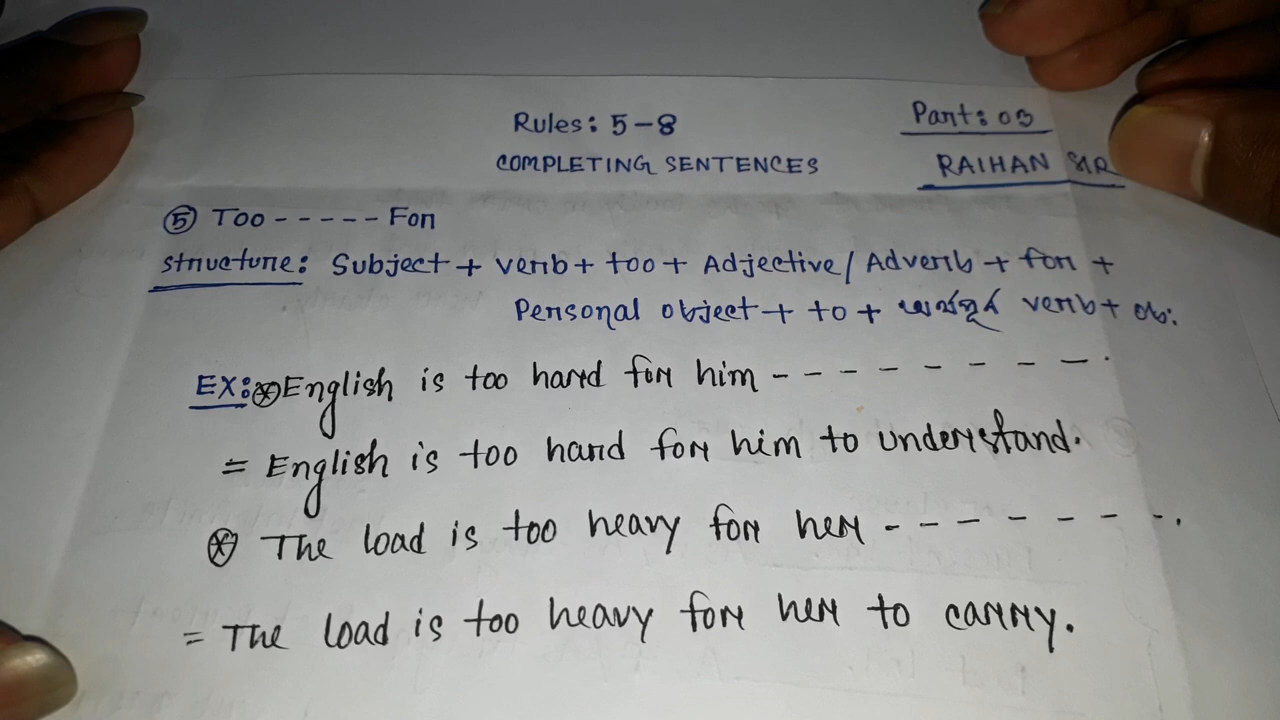 Rules: 5-8
Part: 03
COMPLETING SENTENCES
RAIHAN SIR
⑤ Too ----- For
structure: Subject + verb + too + Adjective/Adverb + for +
Personal object + to + verb + ob:
EX: ⊛ English is too hard for him - - - - - - - - - .
= English is too hard for him to understand.
⊛ The load is too heavy for her - - - - - - - - .
= The load is too heavy for her to carry.